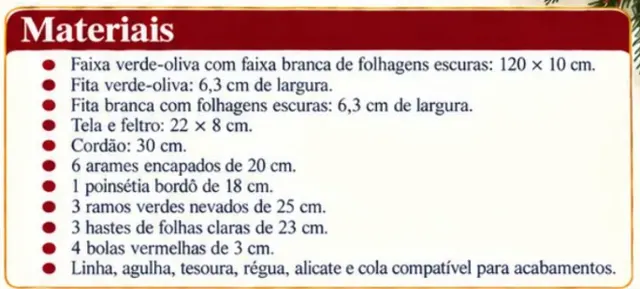 Materiais
Faixa verde-oliva com faixa branca de folhagens escuras: 120 × 10 cm.
Fita verde-oliva: 6,3 cm de largura.
Fita branca com folhagens escuras: 6,3 cm de largura.
Tela e feltro: 22 × 8 cm.
Cordão: 30 cm.
6 arames encapados de 20 cm.
1 poinsétia bordô de 18 cm.
3 ramos verdes nevados de 25 cm.
3 hastes de folhas claras de 23 cm.
4 bolas vermelhas de 3 cm.
Linha, agulha, tesoura, régua, alicate e cola compatível para acabamentos.